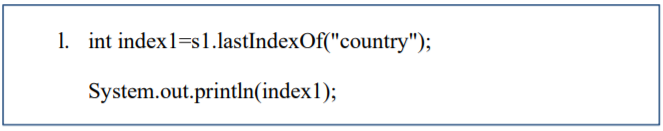 l. int index1=s1.lastIndexOf("country");
System.out.println(index1);